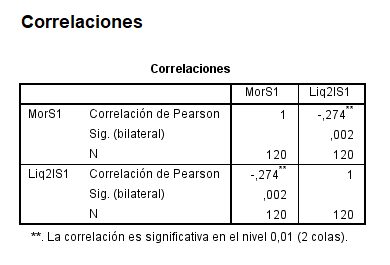 Correlaciones
Correlaciones
MorS1 Liq2IS1
MorS1 Correlación de Pearson 1 -,274**
Sig. (bilateral) ,002
N 120 120
Liq2IS1 Correlación de Pearson -,274** 1
Sig. (bilateral) ,002
N 120 120
**. La correlación es significativa en el nivel 0,01 (2 colas).